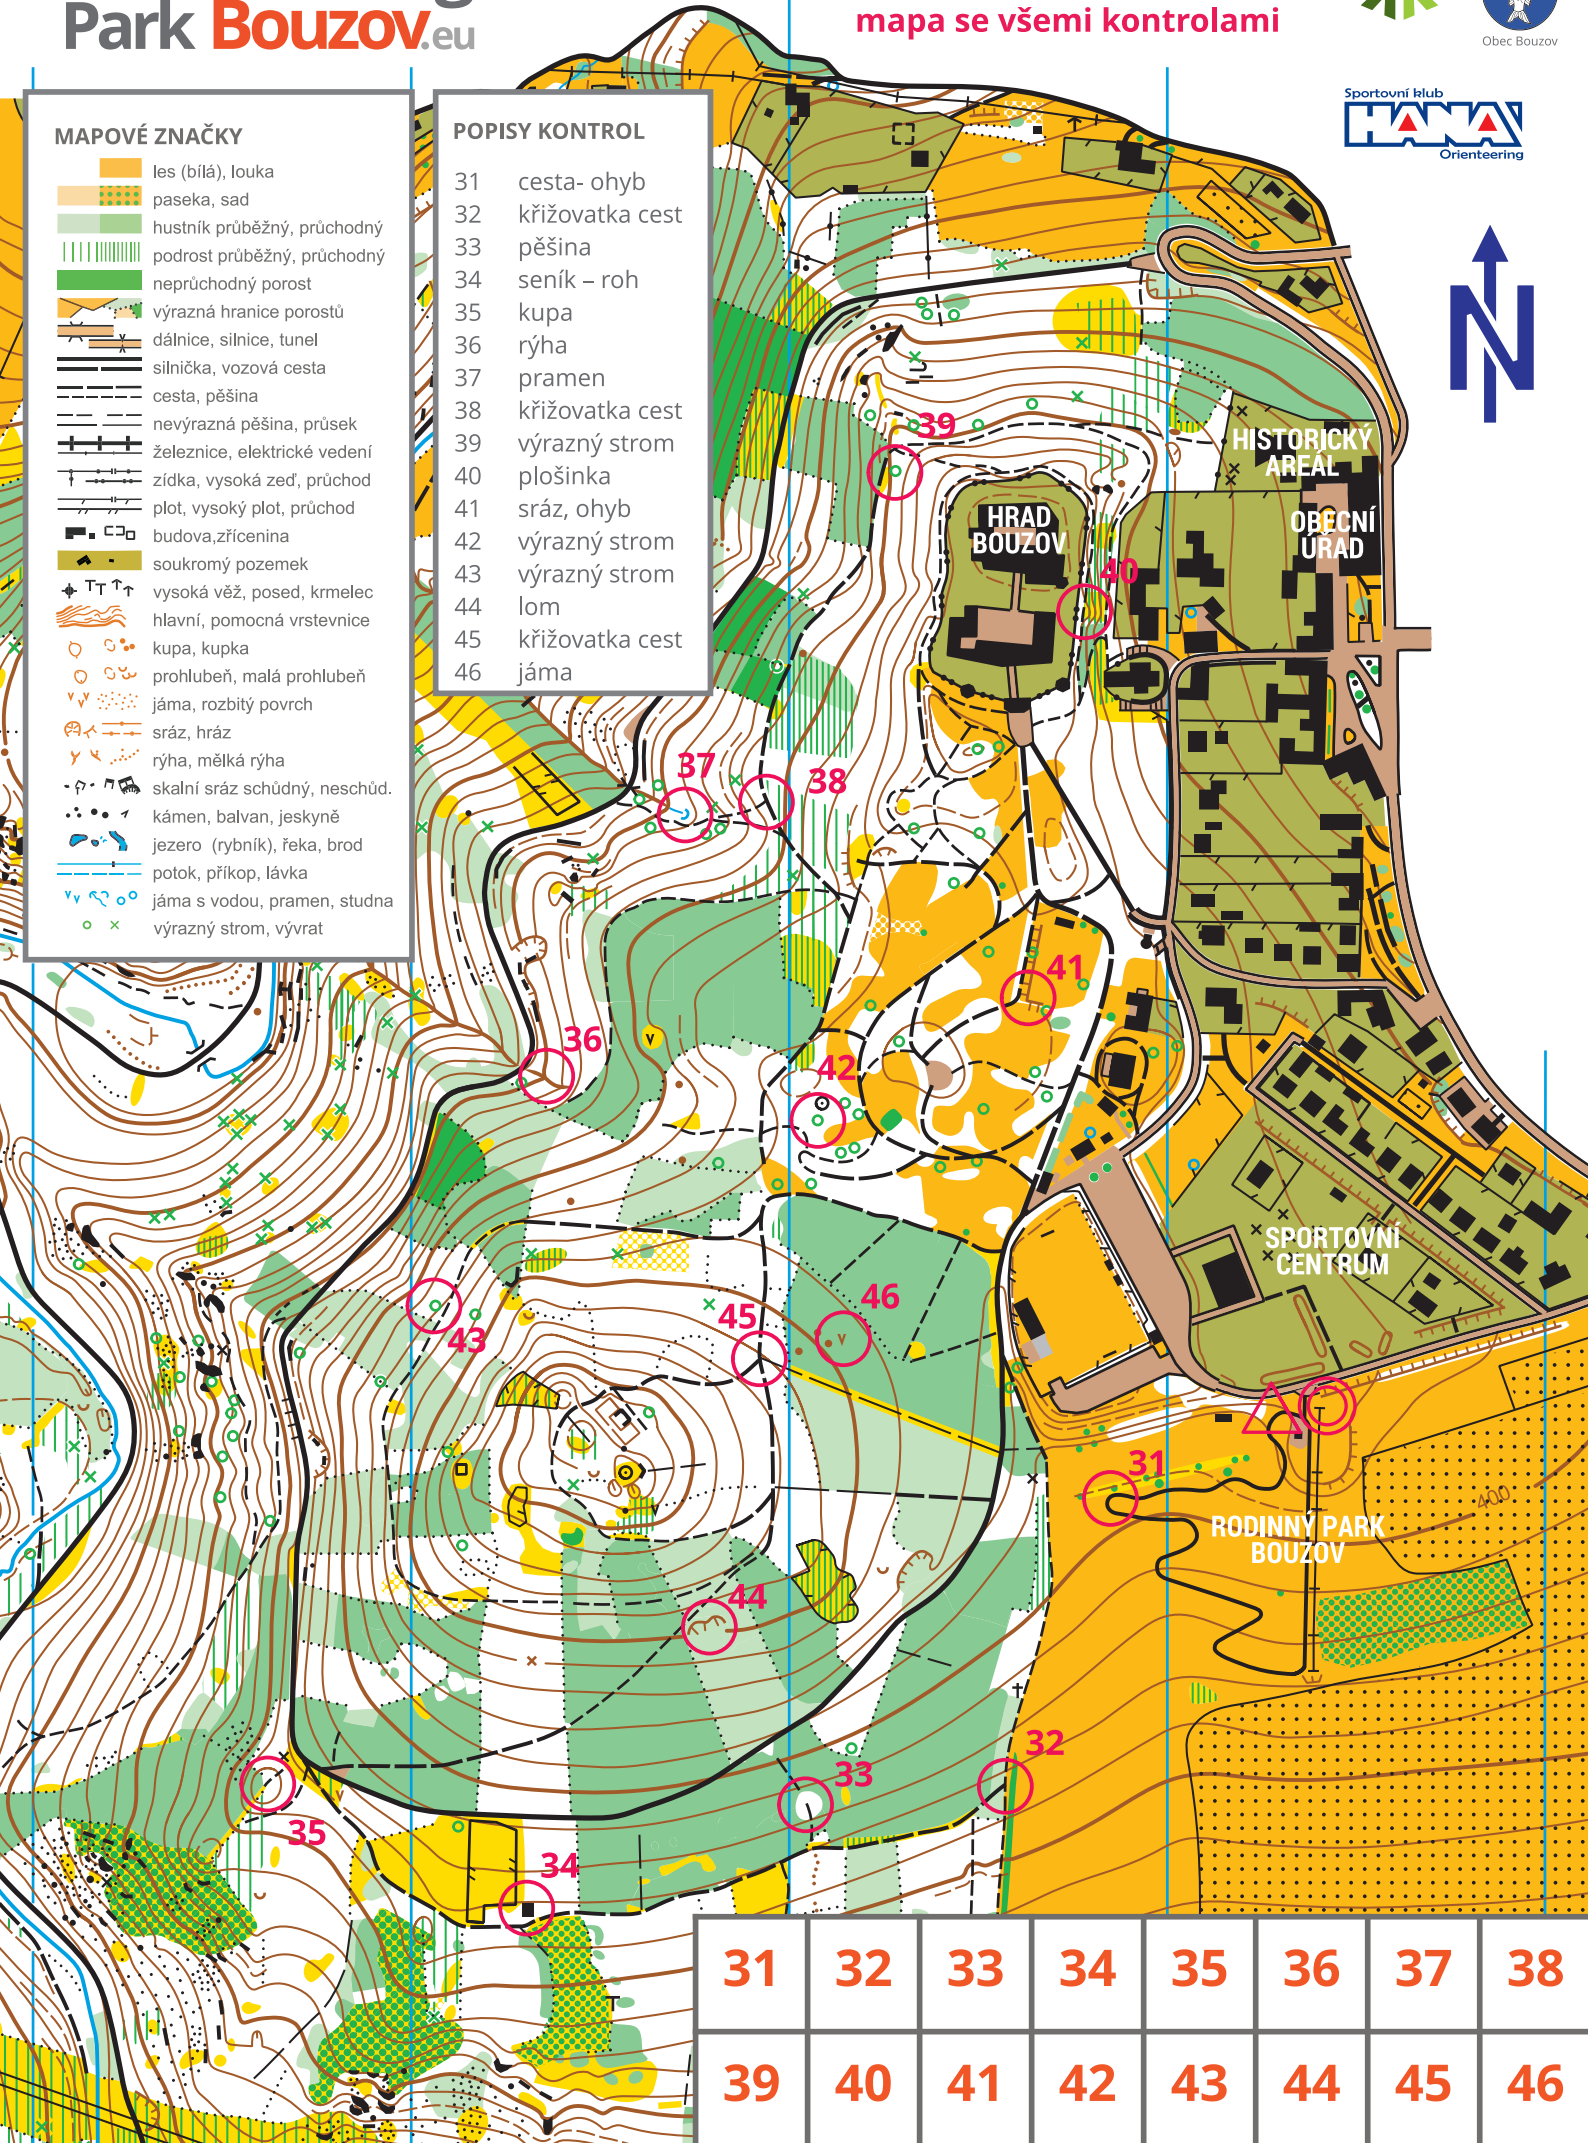 Park Bouzov.eu
mapa se všemi kontrolami
Obec Bouzov
Sportovní klub
HANÁ
Orienteering
N
MAPOVÉ ZNAČKY
les (bílá), louka
paseka, sad
hustník průběžný, průchodný
podrost průběžný, průchodný
neprůchodný porost
výrazná hranice porostů
dálnice, silnice, tunel
silnička, vozová cesta
cesta, pěšina
nevýrazná pěšina, průsek
železnice, elektrické vedení
zídka, vysoká zeď, průchod
plot, vysoký plot, průchod
budova,zřícenina
soukromý pozemek
vysoká věž, posed, krmelec
hlavní, pomocná vrstevnice
kupa, kupka
prohlubeň, malá prohlubeň
jáma, rozbitý povrch
sráz, hráz
rýha, mělká rýha
skalní sráz schůdný, neschůd.
kámen, balvan, jeskyně
jezero (rybník), řeka, brod
potok, příkop, lávka
jáma s vodou, pramen, studna
výrazný strom, vývrat
POPISY KONTROL
31 cesta- ohyb
32 křižovatka cest
33 pěšina
34 seník – roh
35 kupa
36 rýha
37 pramen
38 křižovatka cest
39 výrazný strom
40 plošinka
41 sráz, ohyb
42 výrazný strom
43 výrazný strom
44 lom
45 křižovatka cest
46 jáma
39
HISTORICKÝ
AREÁL
HRAD
BOUZOV
OBECNÍ
ÚŘAD
40
37
38
41
36
42
SPORTOVNÍ
CENTRUM
46
45
43
31
400
RODINNÝ PARK
BOUZOV
44
32
33
35
34
31 32 33 34 35 36 37 38
39 40 41 42 43 44 45 46